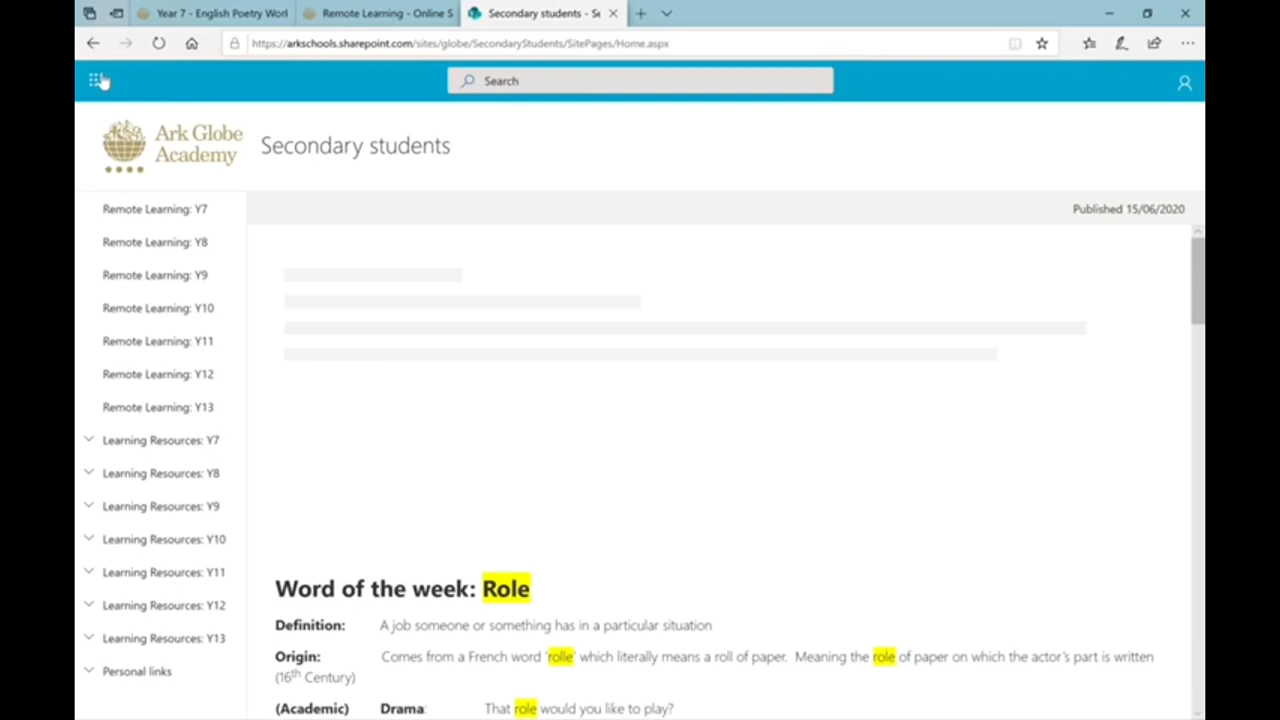 Year 7 - English Poetry Worl
Remote Learning - Online S
Secondary students - Se
https://arkschools.sharepoint.com/sites/globe/SecondaryStudents/SitePages/Home.aspx
Search
Ark Globe
Academy
Secondary students
Remote Learning: Y7
Published 15/06/2020
Remote Learning: Y8
Remote Learning: Y9
Remote Learning: Y10
Remote Learning: Y11
Remote Learning: Y12
Remote Learning: Y13
Learning Resources: Y7
Learning Resources: Y8
Learning Resources: Y9
Learning Resources: Y10
Learning Resources: Y11
Learning Resources: Y12
Learning Resources: Y13
Personal links
Word of the week: Role
Definition: A job someone or something has in a particular situation
Origin: Comes from a French word 'rolle' which literally means a roll of paper. Meaning the role of paper on which the actor's part is written
(16th Century)
(Academic) Drama: That role would you like to play?